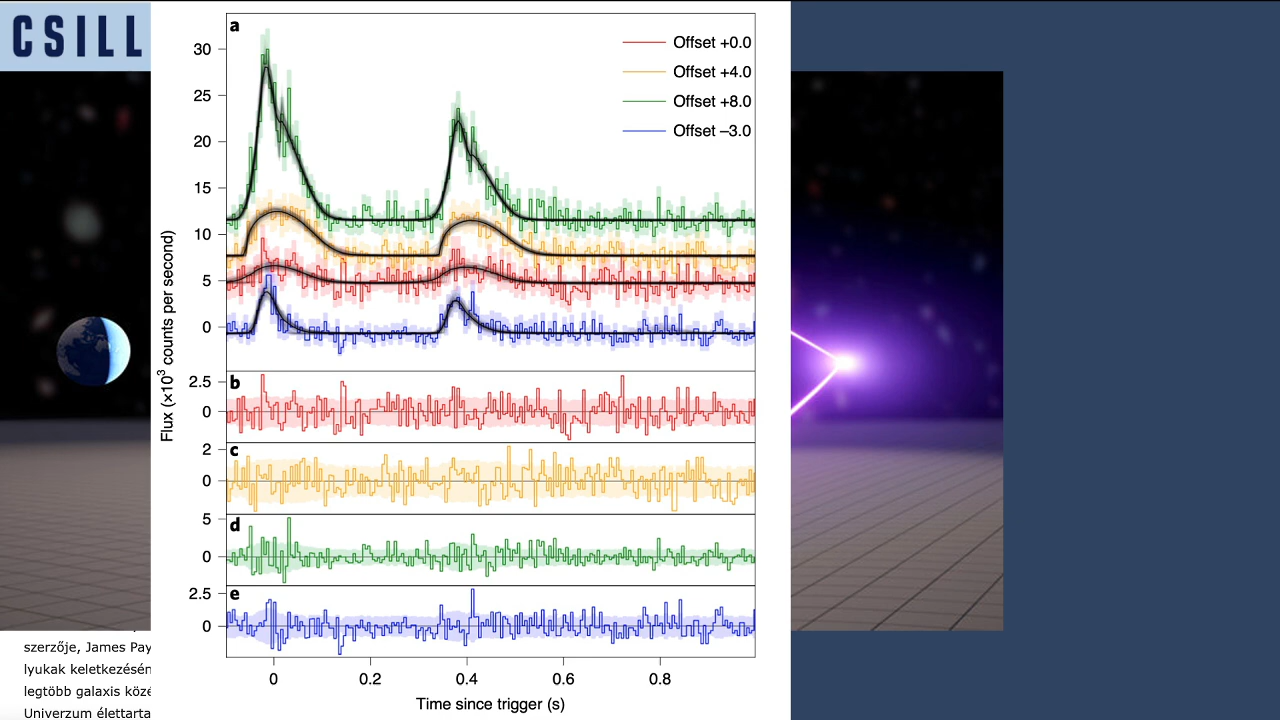 CSILL
a
Offset +0.0
Offset +4.0
Offset +8.0
Offset –3.0
30
25
20
15
10
5
0
Flux (×10³ counts per second)
b
2.5
0
c
2
0
d
5
0
e
2.5
0
0 0.2 0.4 0.6 0.8
Time since trigger (s)
szerzője, James Pay
lyukak keletkezésén
legtöbb galaxis közé
Univerzum élettarta